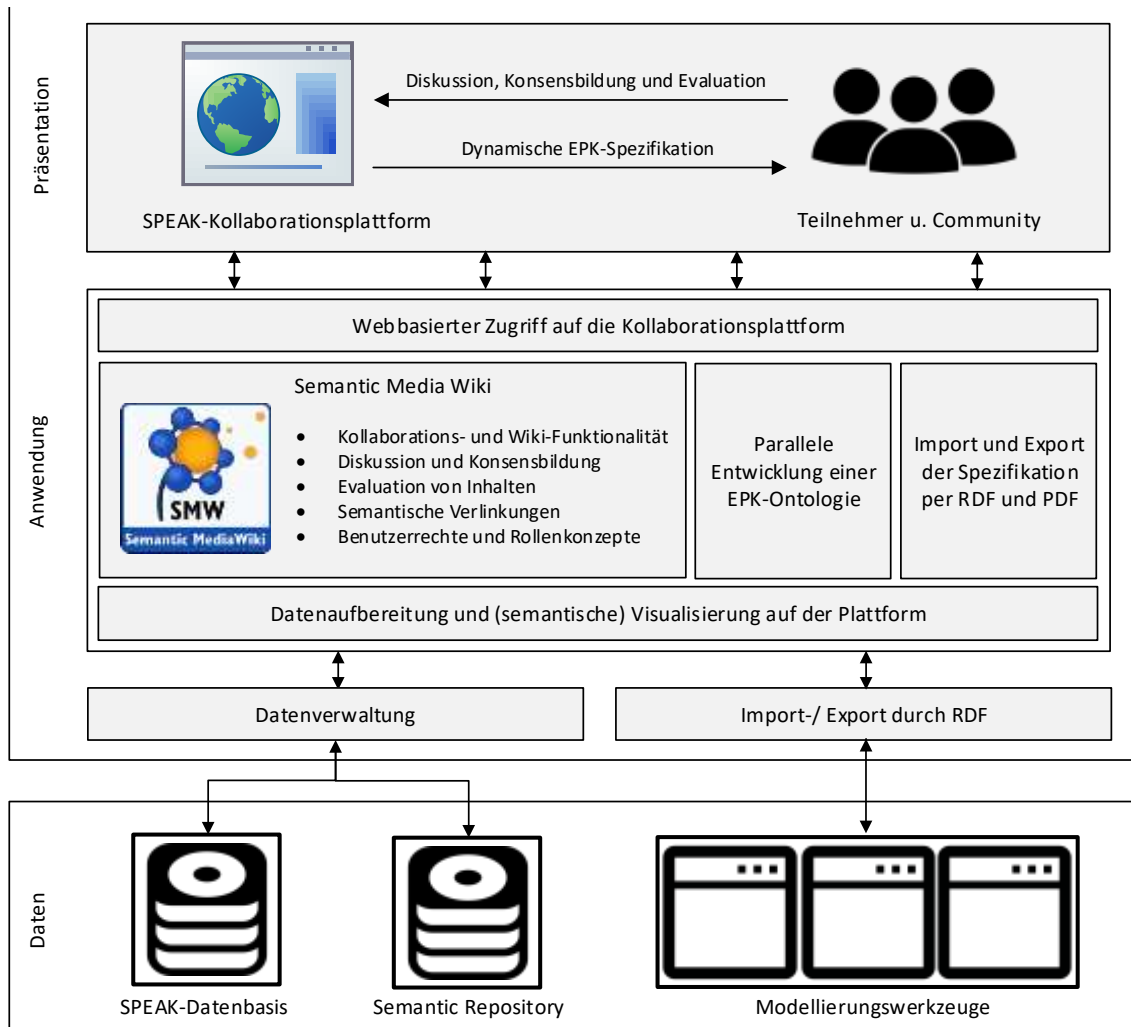 Präsentation
Diskussion, Konsensbildung und Evaluation
Dynamische EPK-Spezifikation
SPEAK-Kollaborationsplattform
Teilnehmer u. Community
Anwendung
Webbasierter Zugriff auf die Kollaborationsplattform
Semantic Media Wiki
SMW
Semantic MediaWiki
• Kollaborations- und Wiki-Funktionalität
• Diskussion und Konsensbildung
• Evaluation von Inhalten
• Semantische Verlinkungen
• Benutzerrechte und Rollenkonzepte
Parallele
Entwicklung einer
EPK-Ontologie
Import und Export
der Spezifikation
per RDF und PDF
Datenaufbereitung und (semantische) Visualisierung auf der Plattform
Datenverwaltung
Import-/ Export durch RDF
Daten
SPEAK-Datenbasis
Semantic Repository
Modellierungswerkzeuge